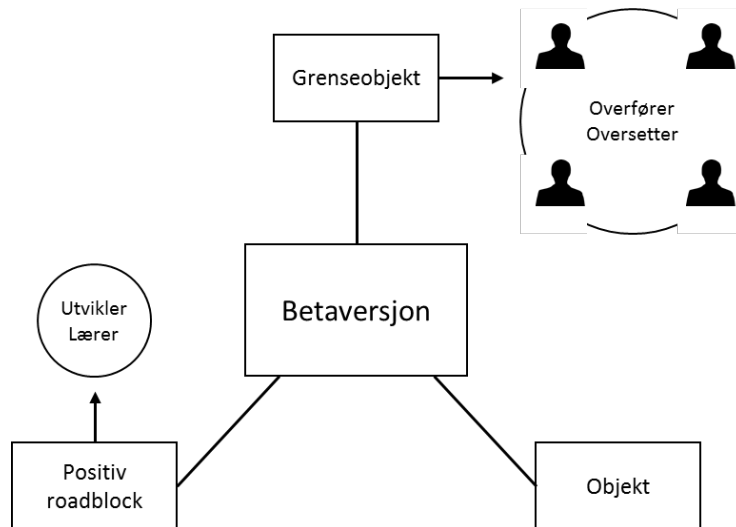 Grenseobjekt
Overfører
Oversetter
Betaversjon
Utvikler
Lærer
Positiv
roadblock
Objekt